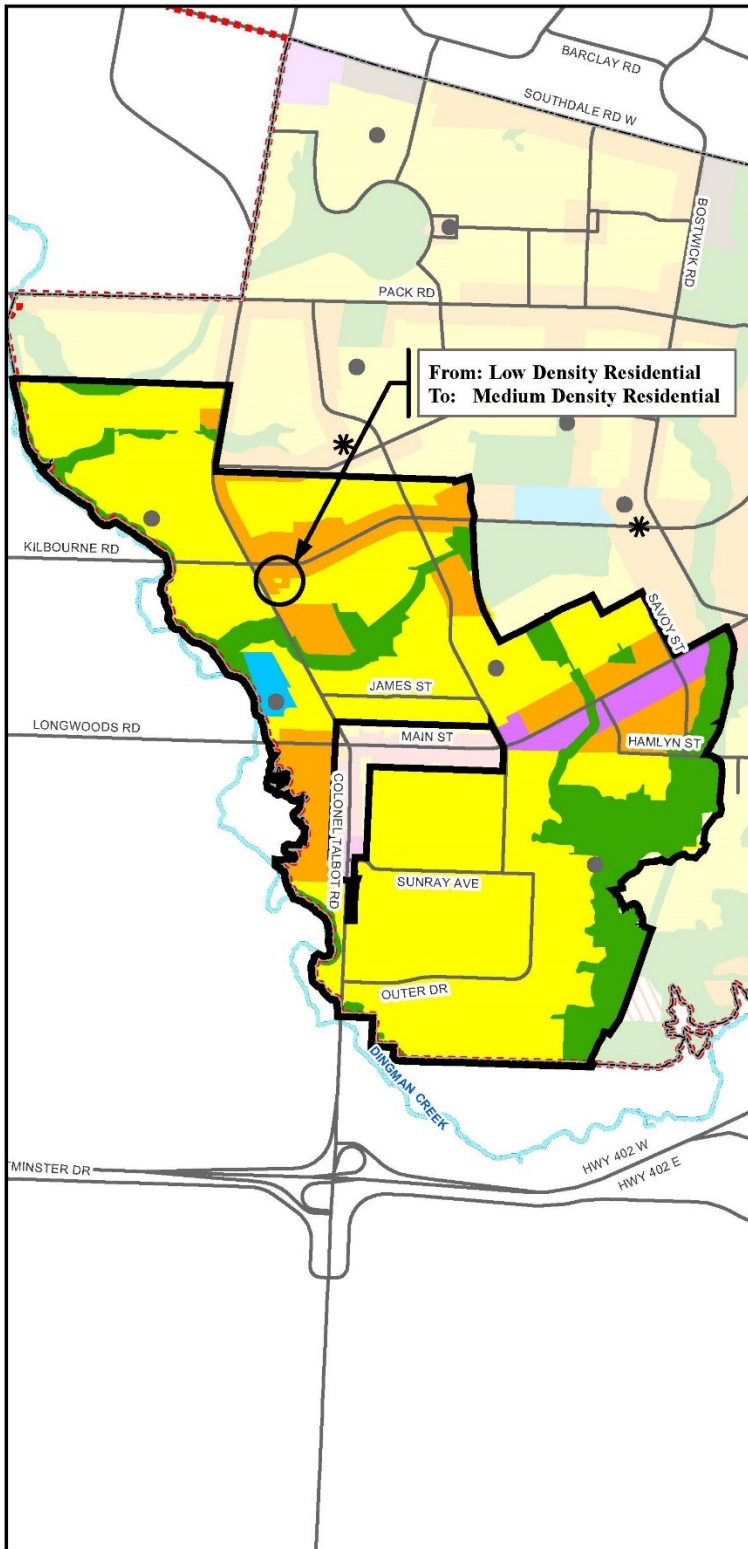 BARCLAY RD
SOUTHDALE RD W
BOSTWICK RD
PACK RD
From: Low Density Residential
To: Medium Density Residential
KILBOURNE RD
SAVOY ST
JAMES ST
LONGWOODS RD
MAIN ST
HAMLYN ST
COLONEL TALBOT RD
SUNRAY AVE
OUTER DR
DINGMAN CREEK
HWY 402 W
HWY 402 E
TMINSTER DR